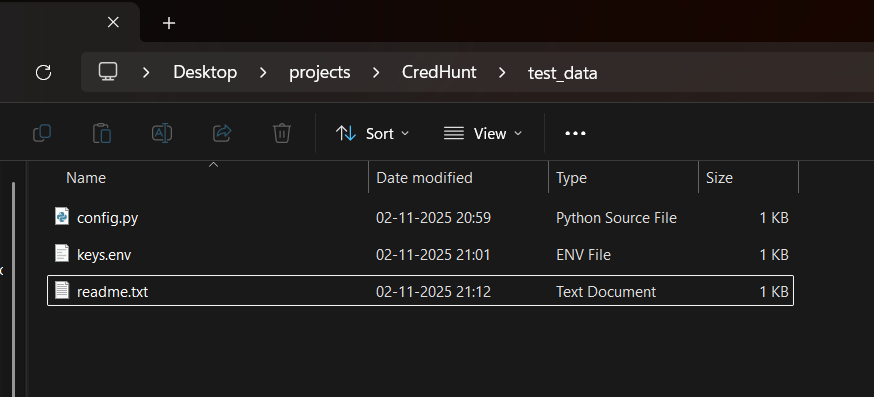 Desktop > projects > CredHunt > test_data
Sort View
Name Date modified Type Size
config.py 02-11-2025 20:59 Python Source File 1 KB
keys.env 02-11-2025 21:01 ENV File 1 KB
readme.txt 02-11-2025 21:12 Text Document 1 KB